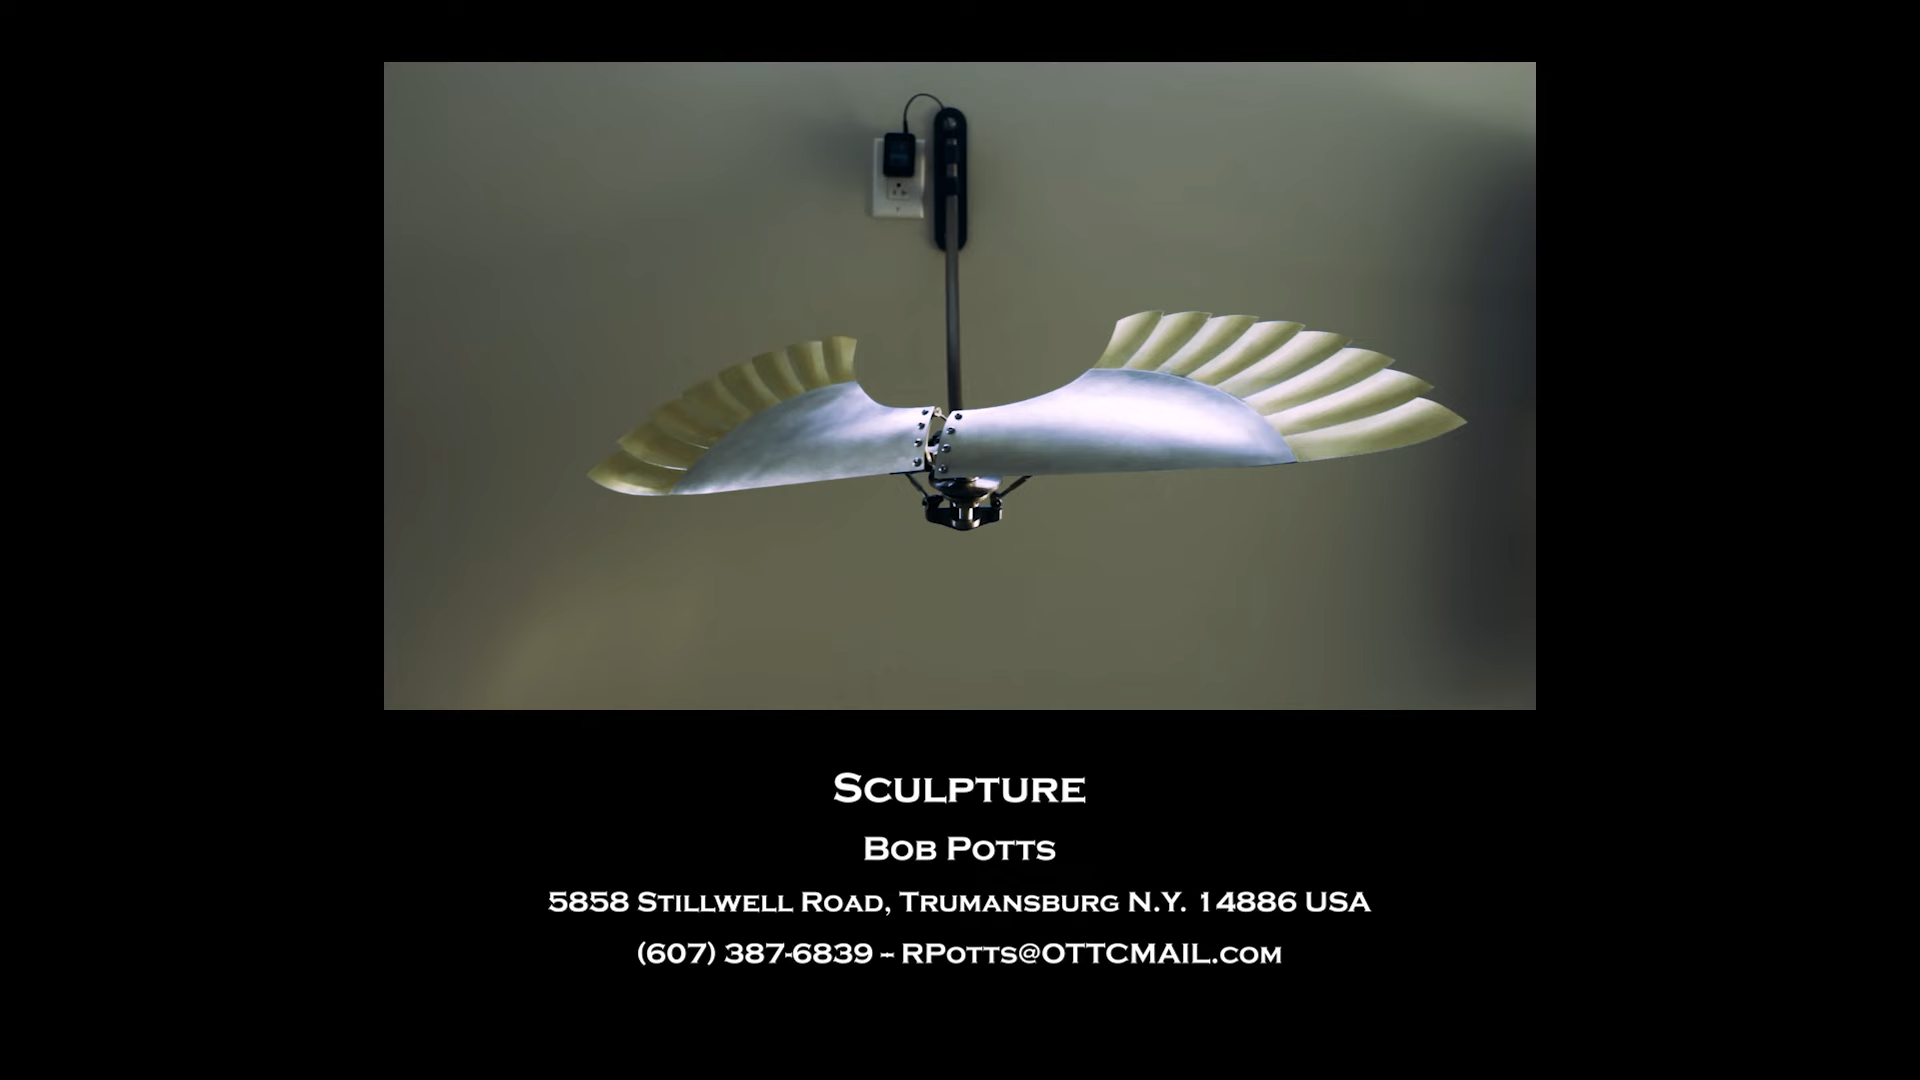 Sculpture
Bob Potts
5858 Stillwell Road, Trumansburg N.Y. 14886 USA
(607) 387-6839 -- RPotts@OTTCMAIL.com